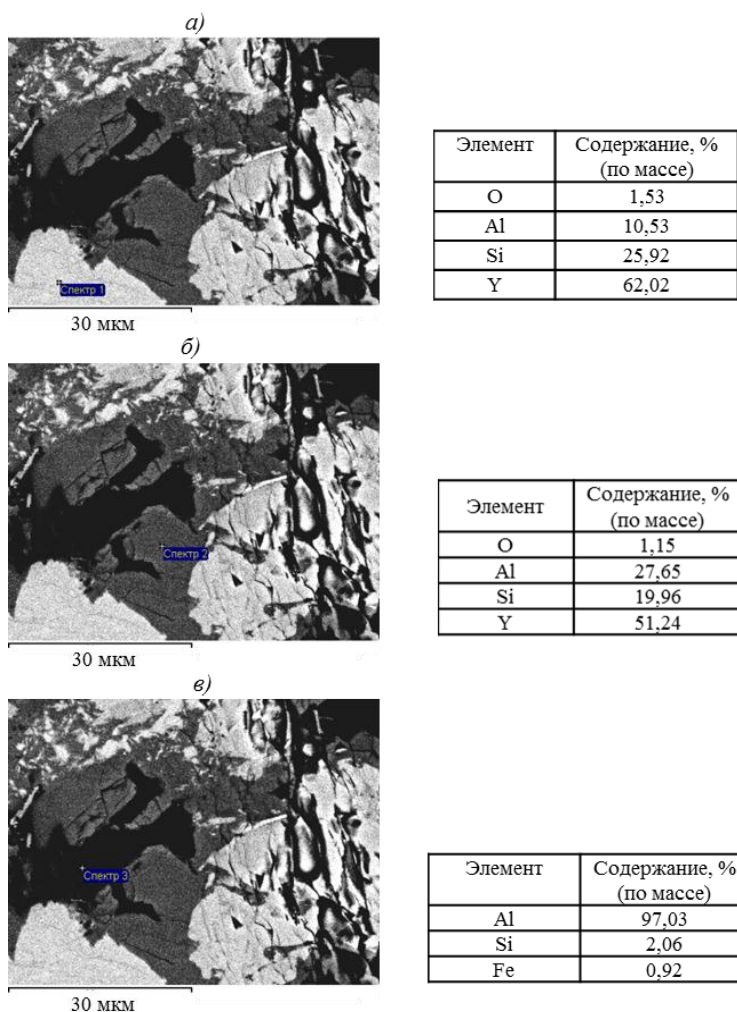 а)
Спектр 1
30 мкм
Элемент Содержание, %
(по массе)
O 1,53
Al 10,53
Si 25,92
Y 62,02
б)
Спектр 2
30 мкм
Элемент Содержание, %
(по массе)
O 1,15
Al 27,65
Si 19,96
Y 51,24
в)
Спектр 3
30 мкм
Элемент Содержание, %
(по массе)
Al 97,03
Si 2,06
Fe 0,92